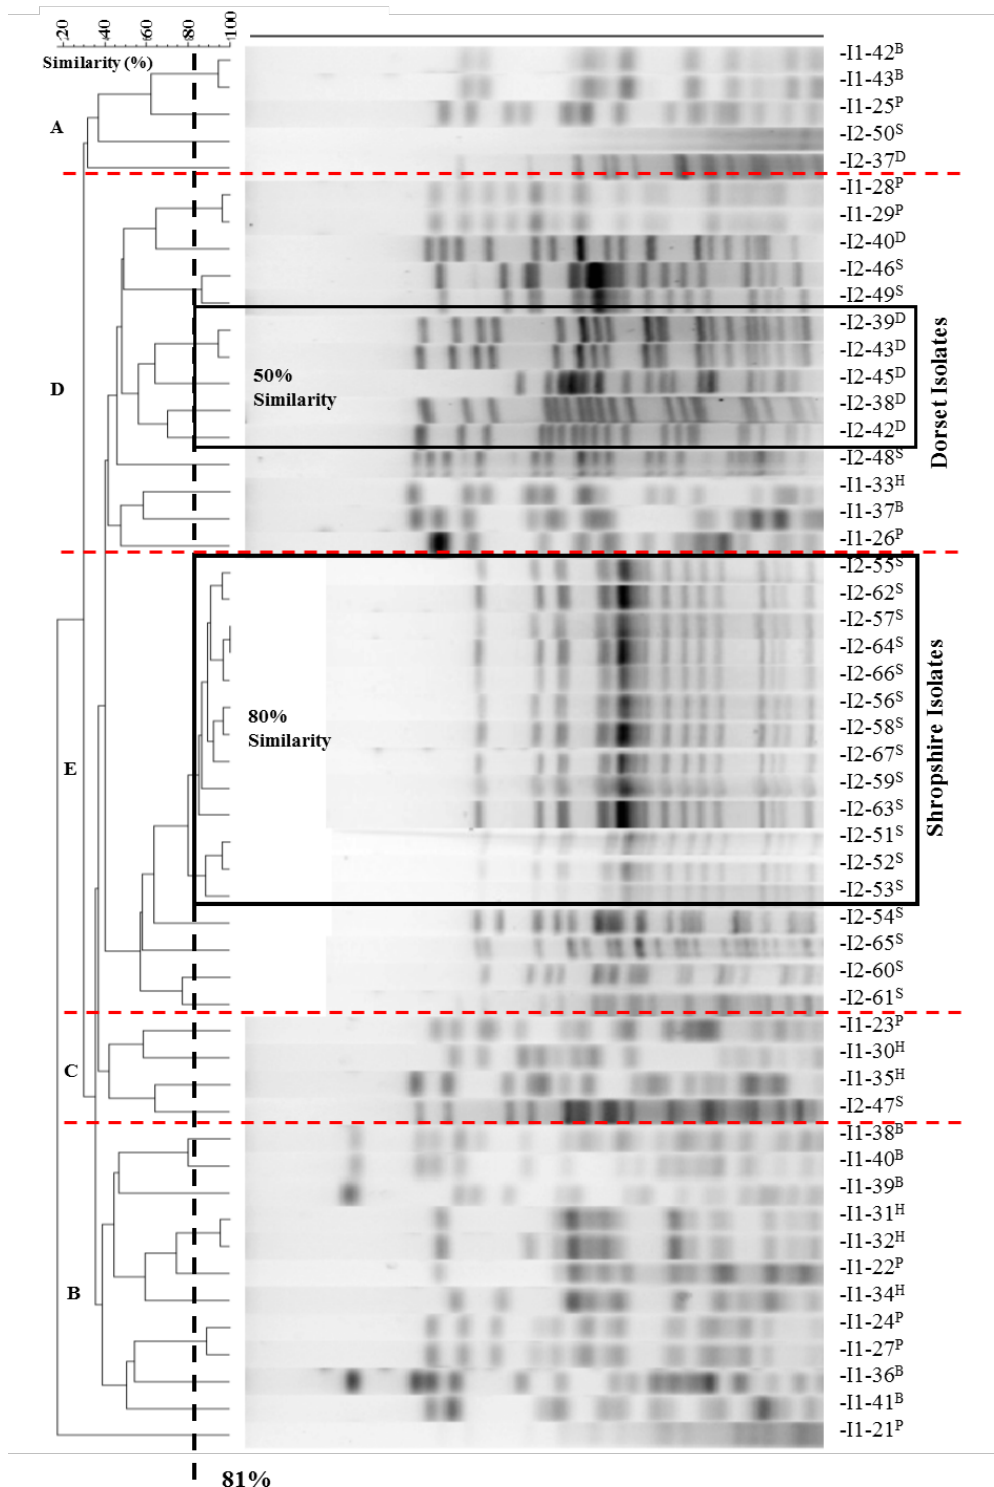 20 40 60 80 100
Similarity (%)
-I1-42ᴮ
-I1-43ᴮ
-I1-25ᴾ
A
-I2-50ˢ
-I2-37ᴰ
-I1-28ᴾ
-I1-29ᴾ
-I2-40ᴰ
-I2-46ˢ
-I2-49ˢ
-I2-39ᴰ
-I2-43ᴰ
50%
Similarity
-I2-45ᴰ
D
-I2-38ᴰ
-I2-42ᴰ
Dorset Isolates
-I2-48ˢ
-I1-33ᴴ
-I1-37ᴮ
-I1-26ᴾ
-I2-55ˢ
-I2-62ˢ
-I2-57ˢ
-I2-64ˢ
-I2-66ˢ
-I2-56ˢ
80%
Similarity
-I2-58ˢ
-I2-67ˢ
E
-I2-59ˢ
-I2-63ˢ
-I2-51ˢ
-I2-52ˢ
-I2-53ˢ
Shropshire Isolates
-I2-54ˢ
-I2-65ˢ
-I2-60ˢ
-I2-61ˢ
-I1-23ᴾ
-I1-30ᴴ
C
-I1-35ᴴ
-I2-47ˢ
-I1-38ᴮ
-I1-40ᴮ
-I1-39ᴮ
-I1-31ᴴ
-I1-32ᴴ
-I1-22ᴾ
B
-I1-34ᴴ
-I1-24ᴾ
-I1-27ᴾ
-I1-36ᴮ
-I1-41ᴮ
-I1-21ᴾ
81%